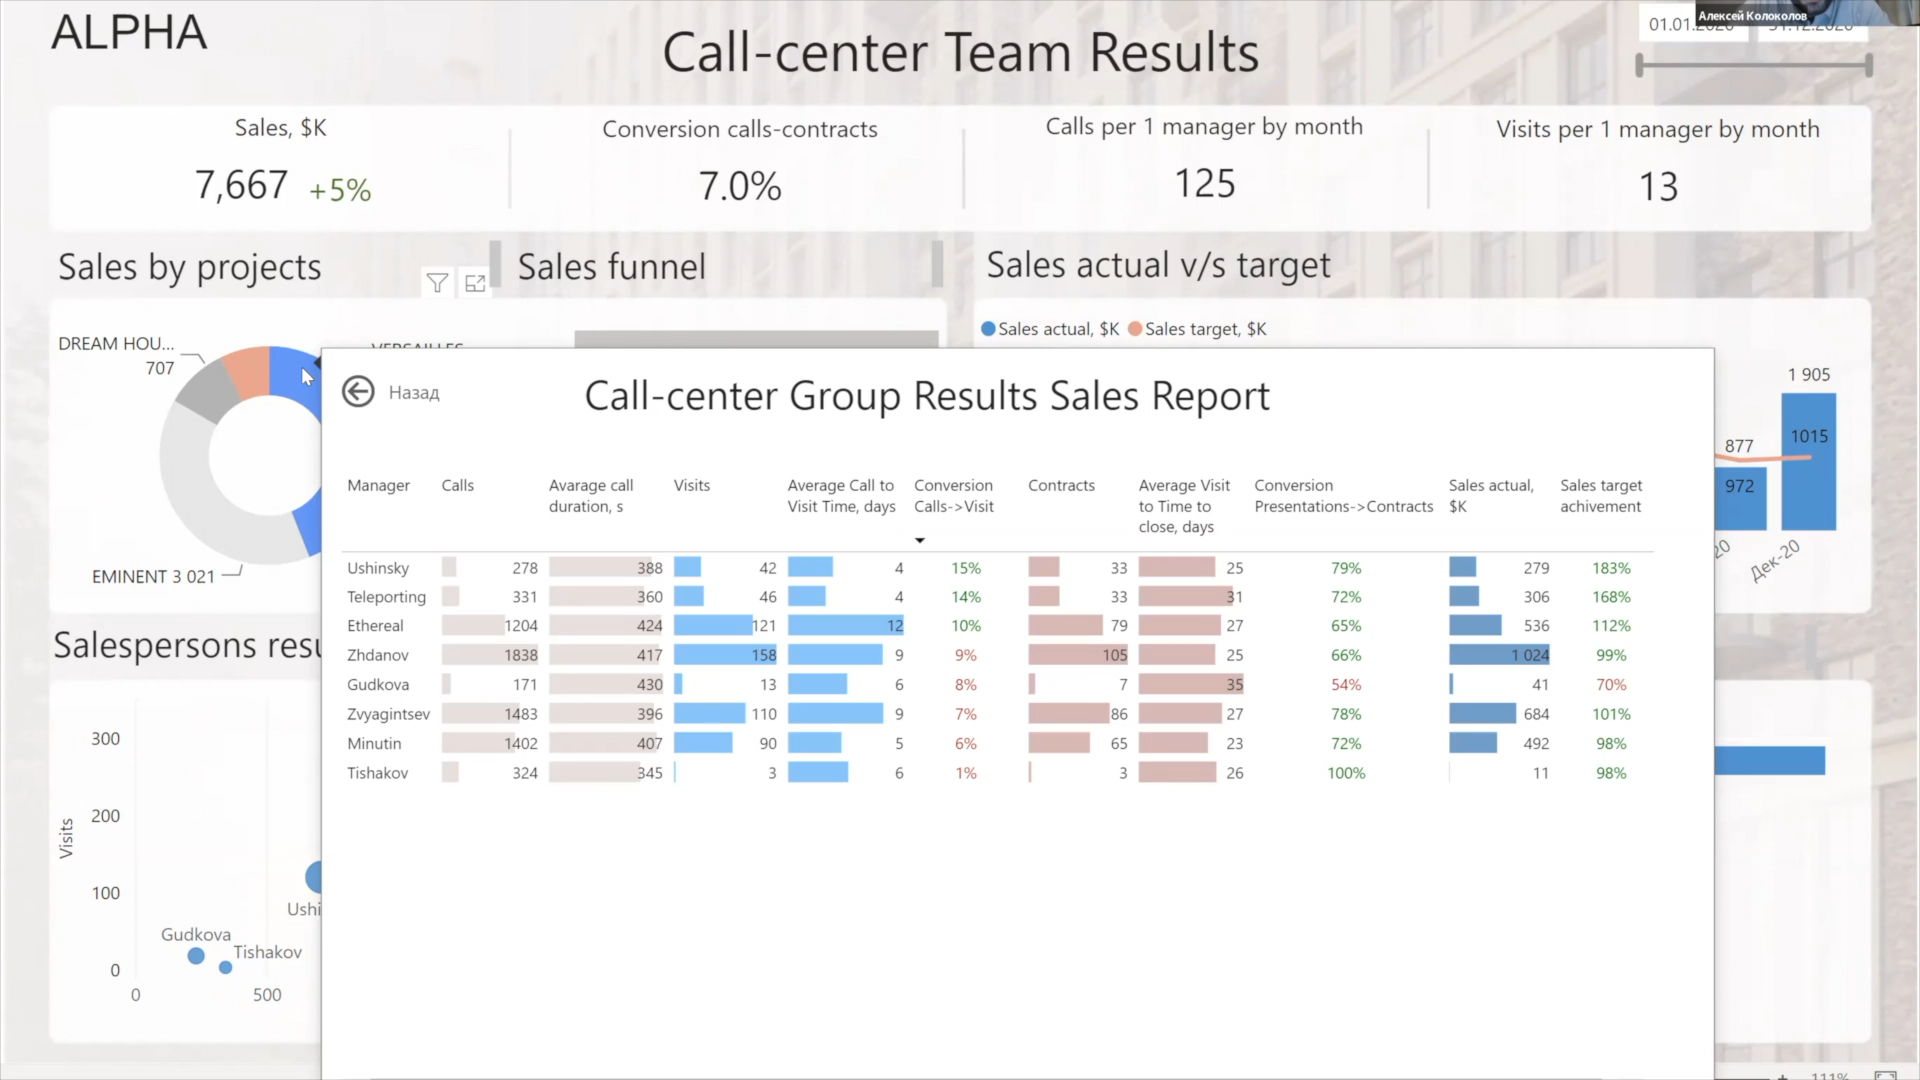 ALPHA
Call-center Team Results
Алексей Колоколов
Sales, $K
7,667 +5%
Conversion calls-contracts
7.0%
Calls per 1 manager by month
125
Visits per 1 manager by month
13
Sales by projects
Sales funnel
Sales actual v/s target
DREAM HOU...
707
EMINENT 3 021
Sales actual, $K Sales target, $K
1 905
877
1015
972
20
Дек-20
Назад
Call-center Group Results Sales Report
Manager Calls Avarage call duration, s Visits Average Call to Visit Time, days Conversion Calls->Visit Contracts Average Visit to Time to close, days Conversion Presentations->Contracts Sales actual, $K Sales target achivement
Ushinsky 278 388 42 4 15% 33 25 79% 279 183%
Teleporting 331 360 46 4 14% 33 31 72% 306 168%
Ethereal 1204 424 121 12 10% 79 27 65% 536 112%
Zhdanov 1838 417 158 9 9% 105 25 66% 1 024 99%
Gudkova 171 430 13 6 8% 7 35 54% 41 70%
Zvyagintsev 1483 396 110 9 7% 86 27 78% 684 101%
Minutin 1402 407 90 5 6% 65 23 72% 492 98%
Tishakov 324 345 3 6 1% 3 26 100% 11 98%
Salespersons resu
Visits
300
200
100
0
0
500
Ushi
Gudkova
Tishakov